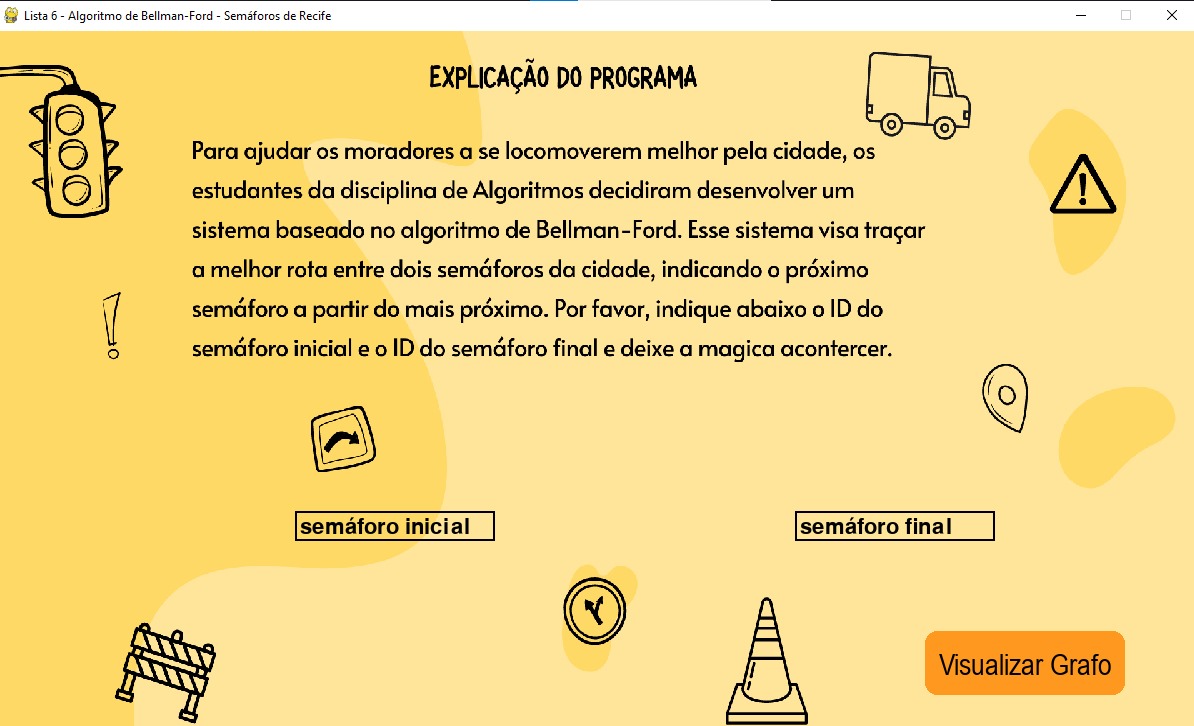 Lista 6 - Algoritmo de Bellman-Ford - Semáforos de Recife
EXPLICAÇÃO DO PROGRAMA
Para ajudar os moradores a se locomoverem melhor pela cidade, os
estudantes da disciplina de Algoritmos decidiram desenvolver um
sistema baseado no algoritmo de Bellman-Ford. Esse sistema visa traçar
a melhor rota entre dois semáforos da cidade, indicando o próximo
semáforo a partir do mais próximo. Por favor, indique abaixo o ID do
semáforo inicial e o ID do semáforo final e deixe a magica acontercer.
semáforo inicial
semáforo final
Visualizar Grafo